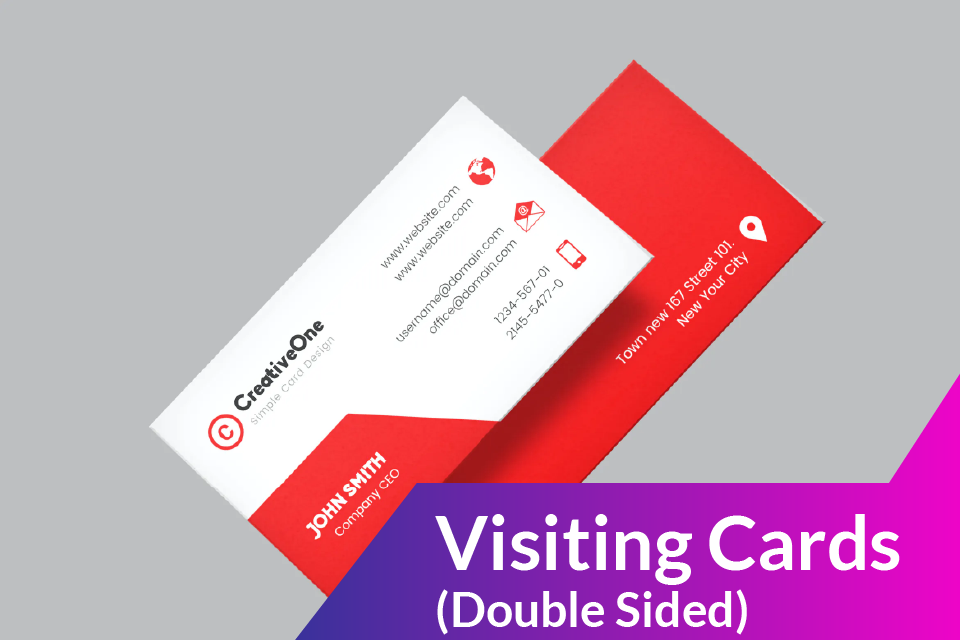 www.website.com
www.website.com
username@domain.com
office@domain.com
1234-567-01
2145-5477-0
C CreativeOne
Simple Card Design
JOHN SMITH
Company CEO
Town new 167 Street 101.
New Your City
Visiting Cards
(Double Sided)